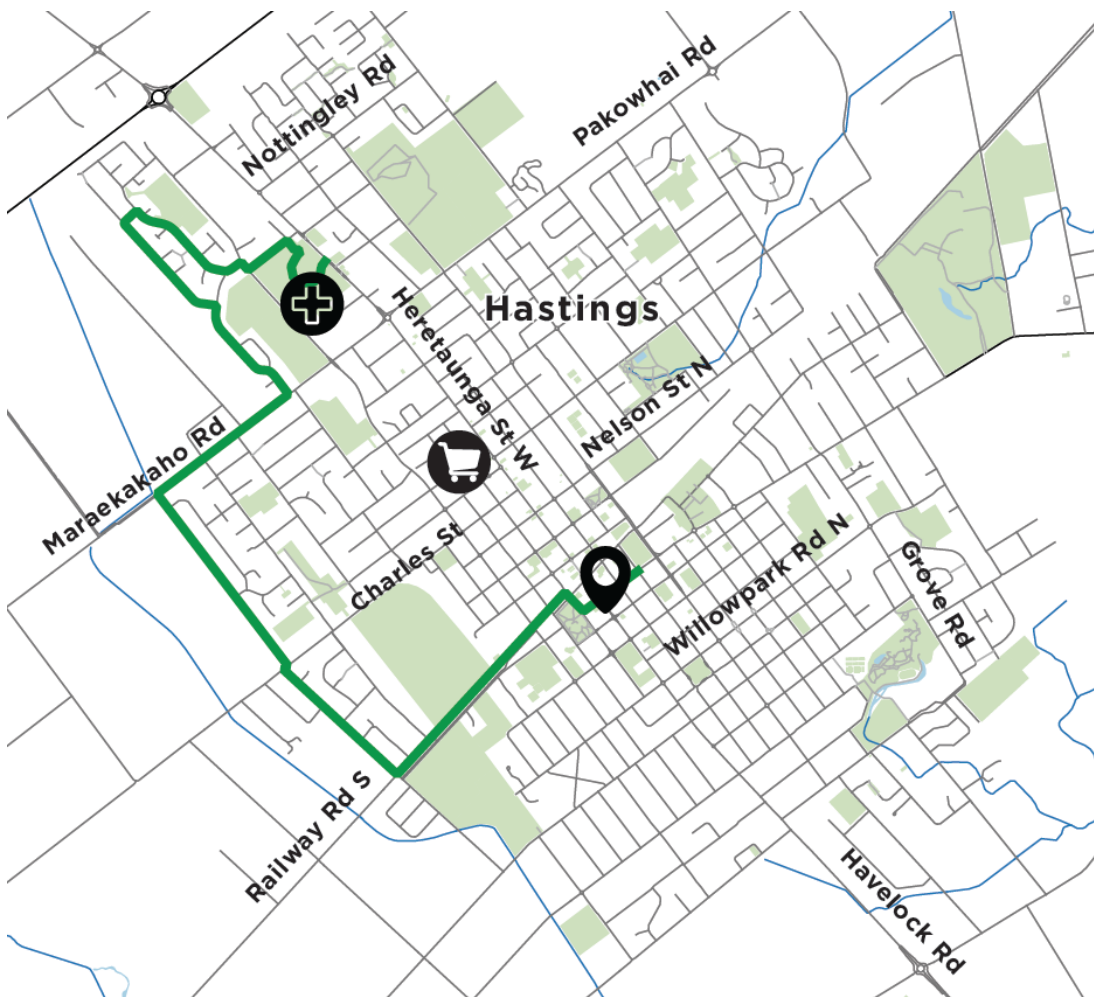 Nottingley Rd
Pakowhai Rd
Hastings
Heretaunga St W
Nelson St N
Maraekakaho Rd
Charles St
Willowpark Rd N
Grove Rd
Railway Rd S
Havelock Rd